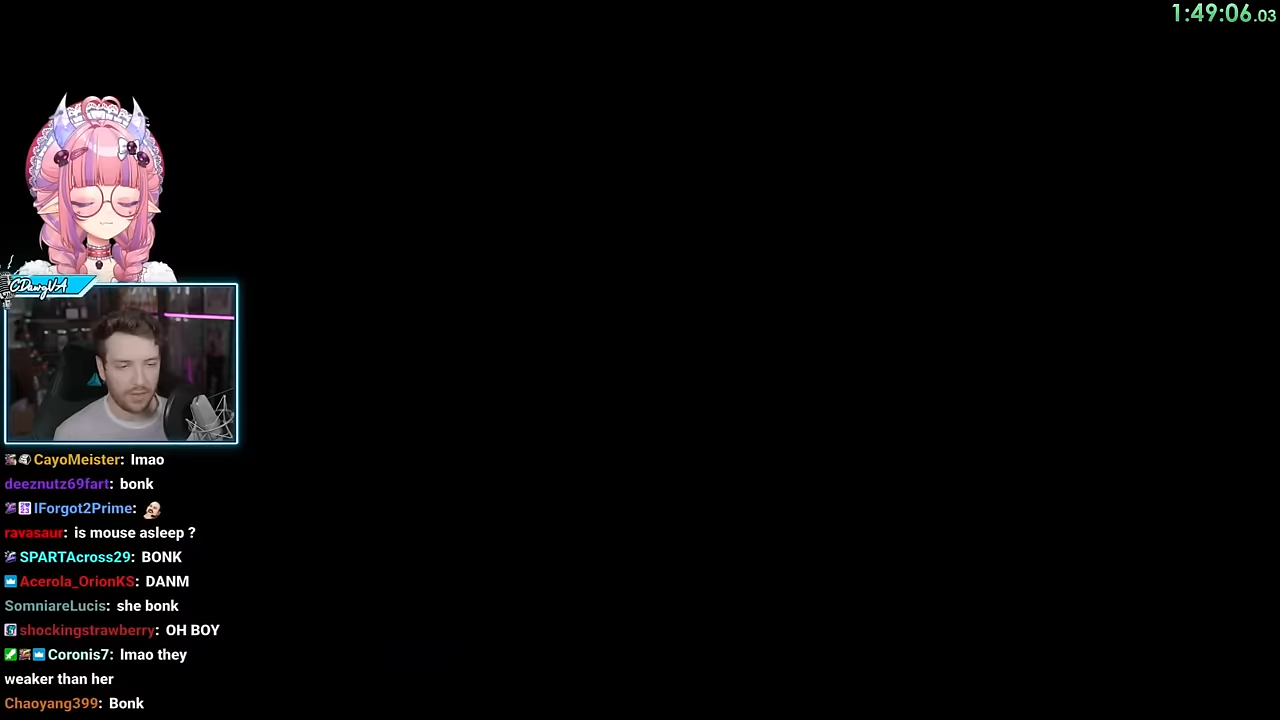 1:49:06.03
CDawgVA
CayoMeister: lmao
deeznutz69fart: bonk
IForgot2Prime:
ravasaur: is mouse asleep ?
SPARTAcross29: BONK
Acerola_OrionKS: DANM
SomniareLucis: she bonk
shockingstrawberry: OH BOY
Coronis7: lmao they
weaker than her
Chaoyang399: Bonk